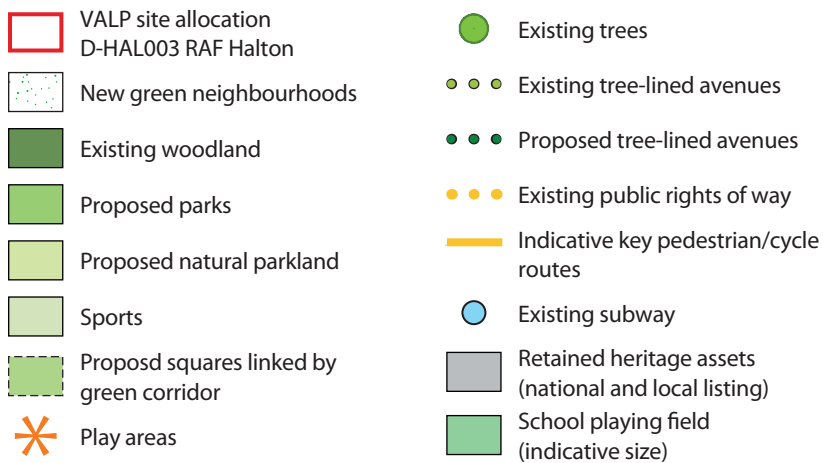 VALP site allocation
D-HAL003 RAF Halton
New green neighbourhoods
Existing woodland
Proposed parks
Proposed natural parkland
Sports
Proposd squares linked by
green corridor
Play areas
Existing trees
Existing tree-lined avenues
Proposed tree-lined avenues
Existing public rights of way
Indicative key pedestrian/cycle
routes
Existing subway
Retained heritage assets
(national and local listing)
School playing field
(indicative size)